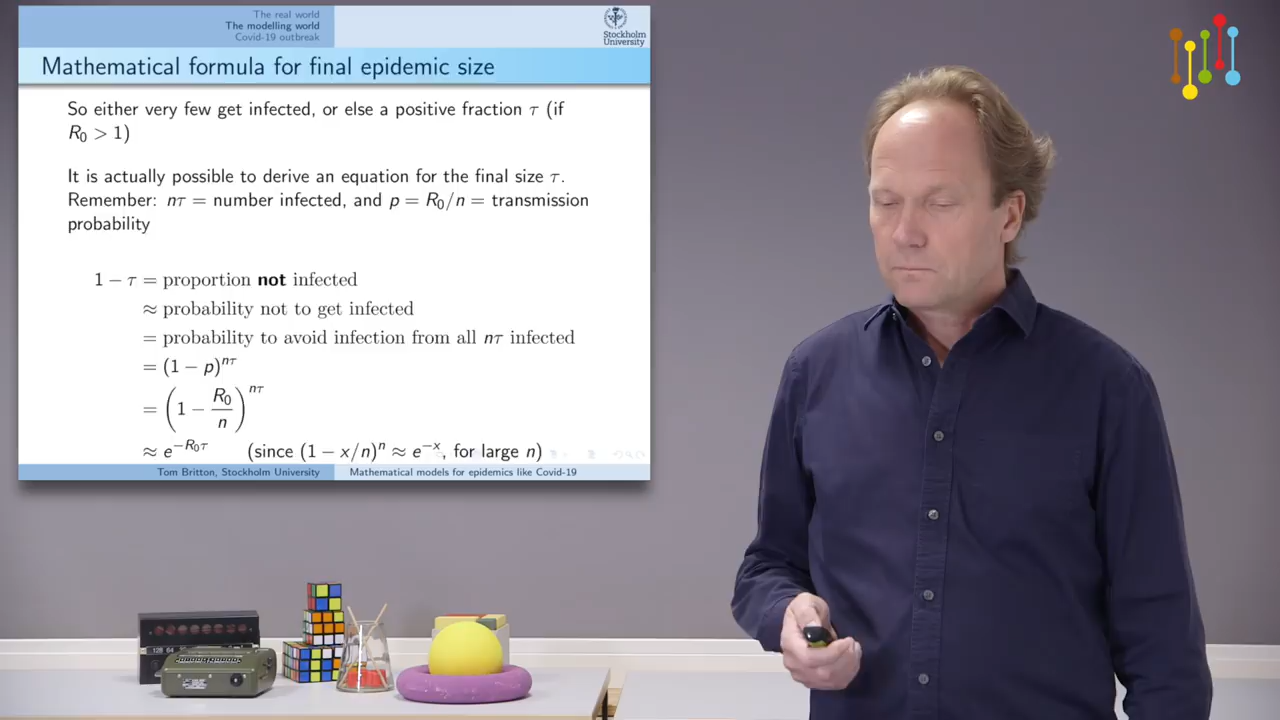 The real world
The modelling world
Covid-19 outbreak
Stockholm
University
Mathematical formula for final epidemic size
So either very few get infected, or else a positive fraction τ (if
R₀ > 1)
It is actually possible to derive an equation for the final size τ.
Remember: nτ = number infected, and p = R₀/n = transmission
probability
1 − τ = proportion not infected
≈ probability not to get infected
= probability to avoid infection from all nτ infected
= (1 − p)^{nτ}
= (1 − R₀/n)^{nτ}
≈ e^{−R₀τ} (since (1 − x/n)^n ≈ e^{−x}, for large n)
Tom Britton, Stockholm University
Mathematical models for epidemics like Covid-19
128 64